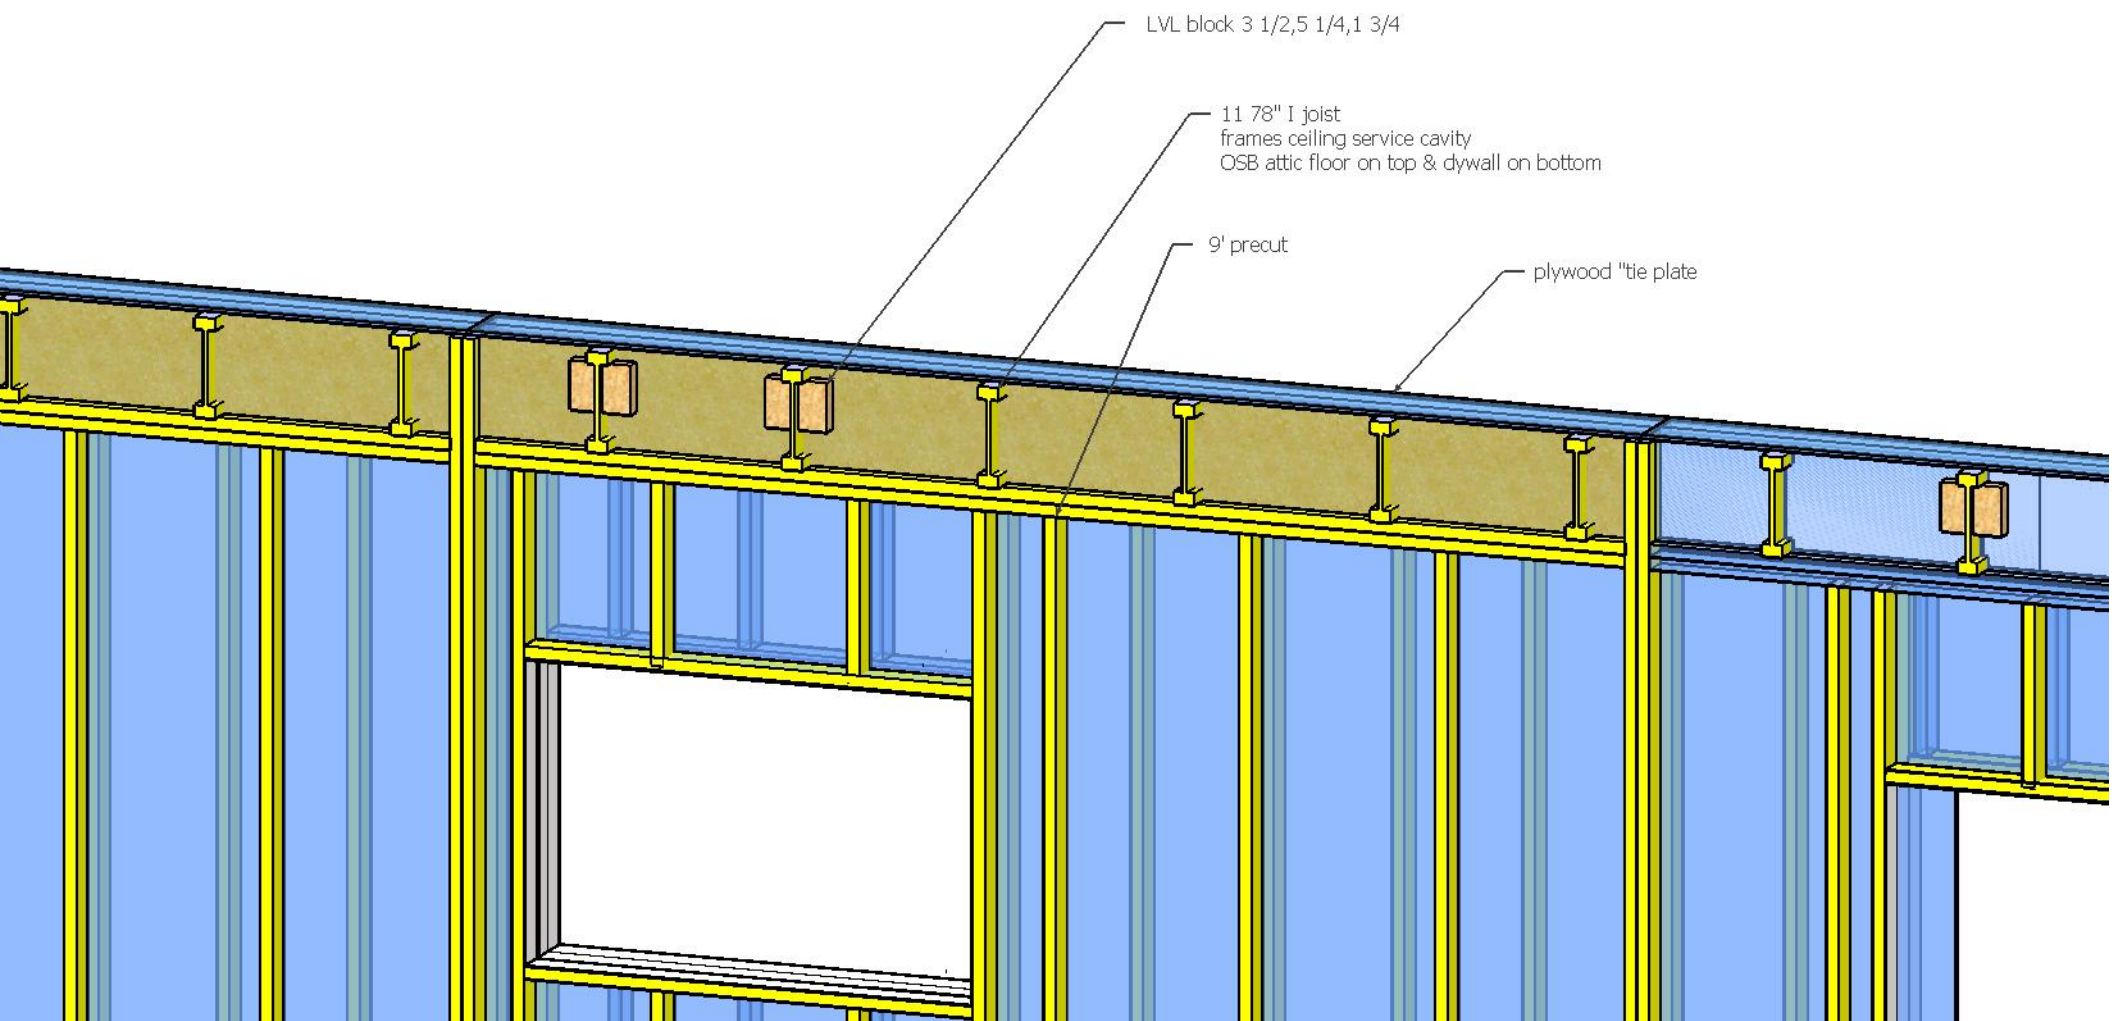 LVL block 3 1/2,5 1/4,1 3/4
11 78" I joist
frames ceiling service cavity
OSB attic floor on top & dywall on bottom
9' precut
plywood "tie plate